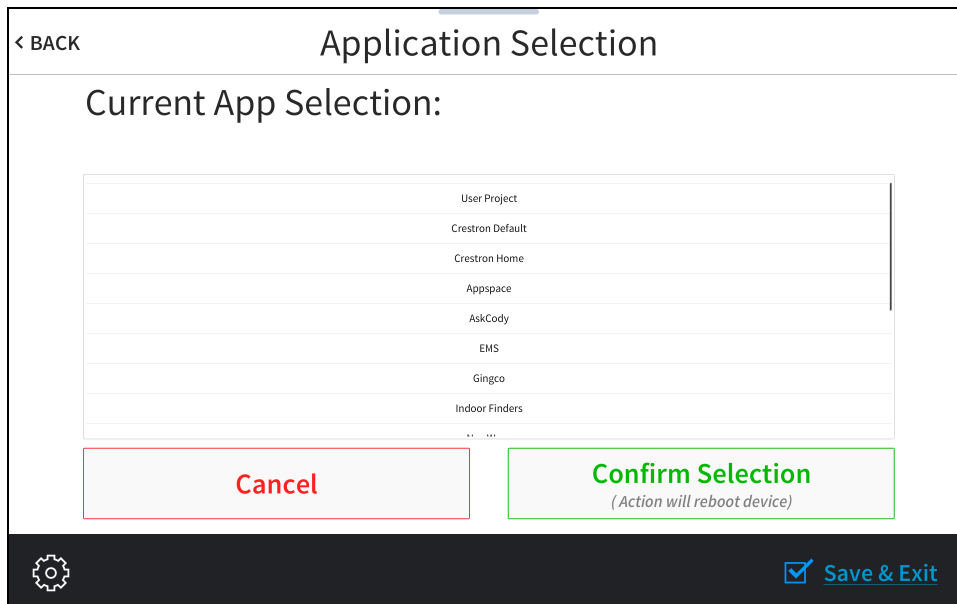 < BACK
Application Selection
Current App Selection:
User Project
Crestron Default
Crestron Home
Appspace
AskCody
EMS
Gingco
Indoor Finders
Cancel
Confirm Selection
( Action will reboot device)
Save & Exit